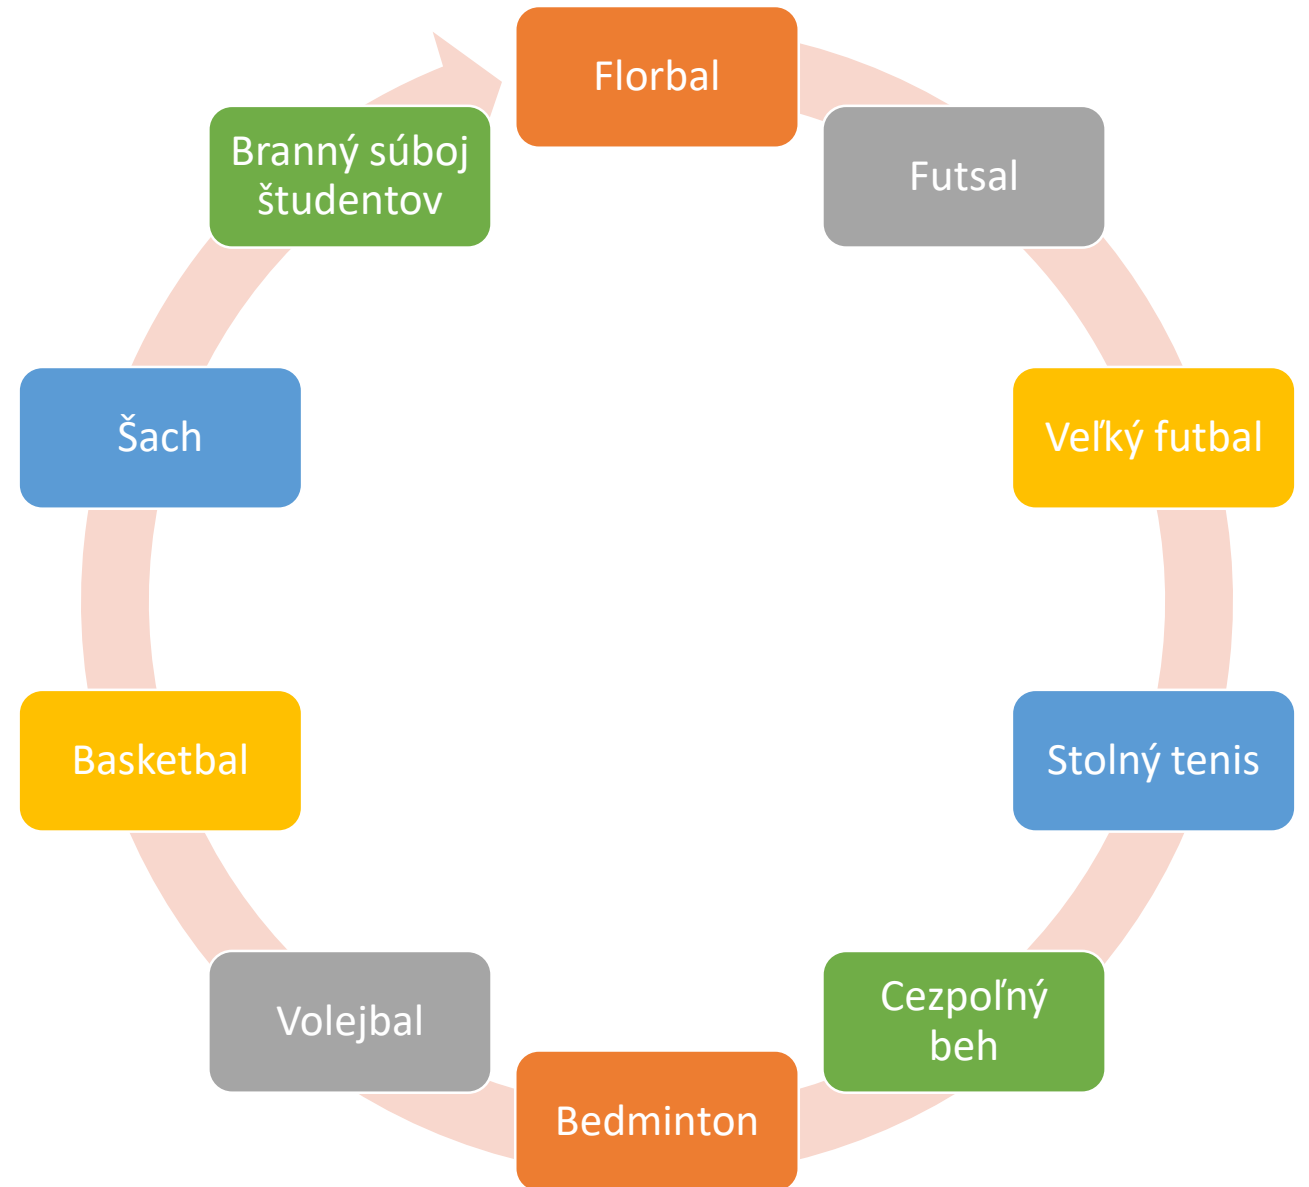 Florbal
Futsal
Veľký futbal
Stolný tenis
Cezpoľný
beh
Bedminton
Volejbal
Basketbal
Šach
Branný súboj
študentov